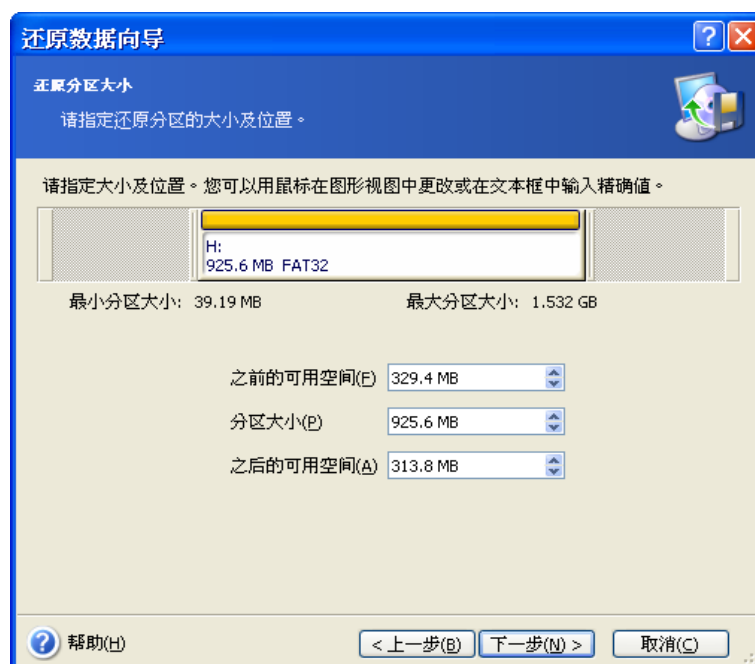 还原数据向导
还原分区大小
请指定还原分区的大小及位置。
请指定大小及位置。您可以用鼠标在图形视图中更改或在文本框中输入精确值。
H:
925.6 MB FAT32
最小分区大小: 39.19 MB 最大分区大小: 1.532 GB
之前的可用空间(F) 329.4 MB
分区大小(P) 925.6 MB
之后的可用空间(A) 313.8 MB
帮助(H) < 上一步(B) 下一步(N) > 取消(C)